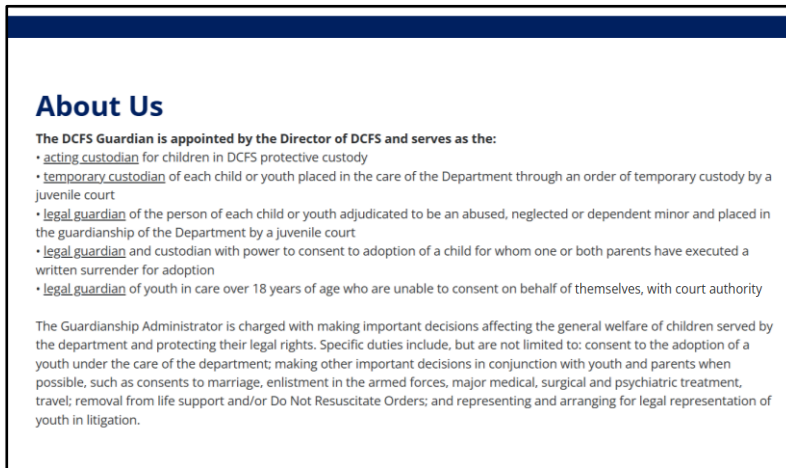 About Us
The DCFS Guardian is appointed by the Director of DCFS and serves as the:
• acting custodian for children in DCFS protective custody
• temporary custodian of each child or youth placed in the care of the Department through an order of temporary custody by a
juvenile court
• legal guardian of the person of each child or youth adjudicated to be an abused, neglected or dependent minor and placed in
the guardianship of the Department by a juvenile court
• legal guardian and custodian with power to consent to adoption of a child for whom one or both parents have executed a
written surrender for adoption
• legal guardian of youth in care over 18 years of age who are unable to consent on behalf of themselves, with court authority
The Guardianship Administrator is charged with making important decisions affecting the general welfare of children served by
the department and protecting their legal rights. Specific duties include, but are not limited to: consent to the adoption of a
youth under the care of the department; making other important decisions in conjunction with youth and parents when
possible, such as consents to marriage, enlistment in the armed forces, major medical, surgical and psychiatric treatment,
travel; removal from life support and/or Do Not Resuscitate Orders; and representing and arranging for legal representation of
youth in litigation.